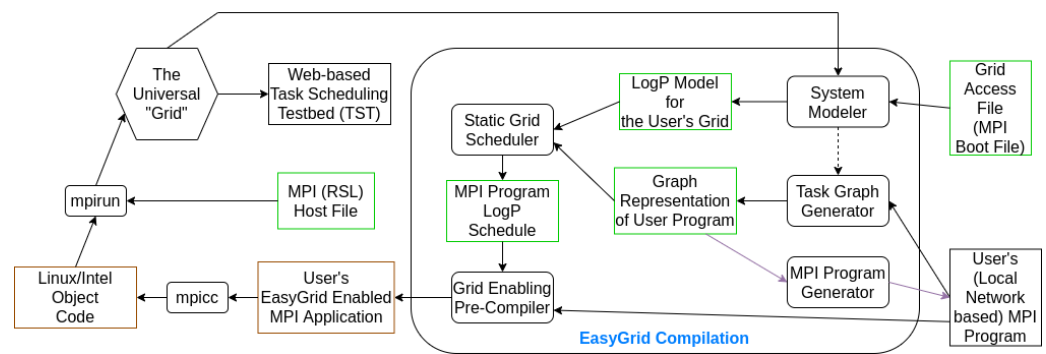 The
Universal
"Grid"
Web-based
Task Scheduling
Testbed (TST)
LogP Model
for
the User's Grid
System
Modeler
Grid
Access
File
(MPI
Boot File)
Static Grid
Scheduler
mpirun
MPI (RSL)
Host File
MPI Program
LogP
Schedule
Graph
Representation
of User Program
Task Graph
Generator
Linux/Intel
Object
Code
mpicc
User's
EasyGrid Enabled
MPI Application
Grid Enabling
Pre-Compiler
MPI Program
Generator
User's
(Local
Network
based) MPI
Program
EasyGrid Compilation